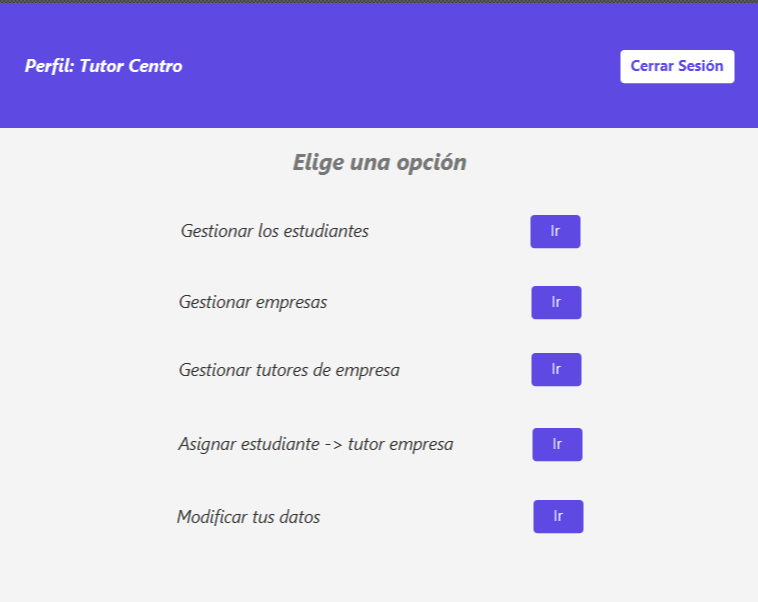 Perfil: Tutor Centro
Cerrar Sesión
Elige una opción
Gestionar los estudiantes Ir
Gestionar empresas Ir
Gestionar tutores de empresa Ir
Asignar estudiante -> tutor empresa Ir
Modificar tus datos Ir